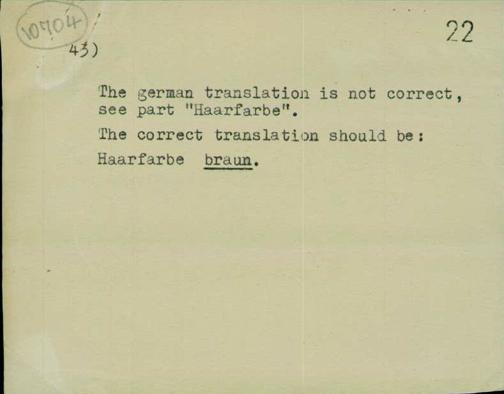 10704
22
43)
The german translation is not correct,
see part "Haarfarbe".
The correct translation should be:
Haarfarbe braun.